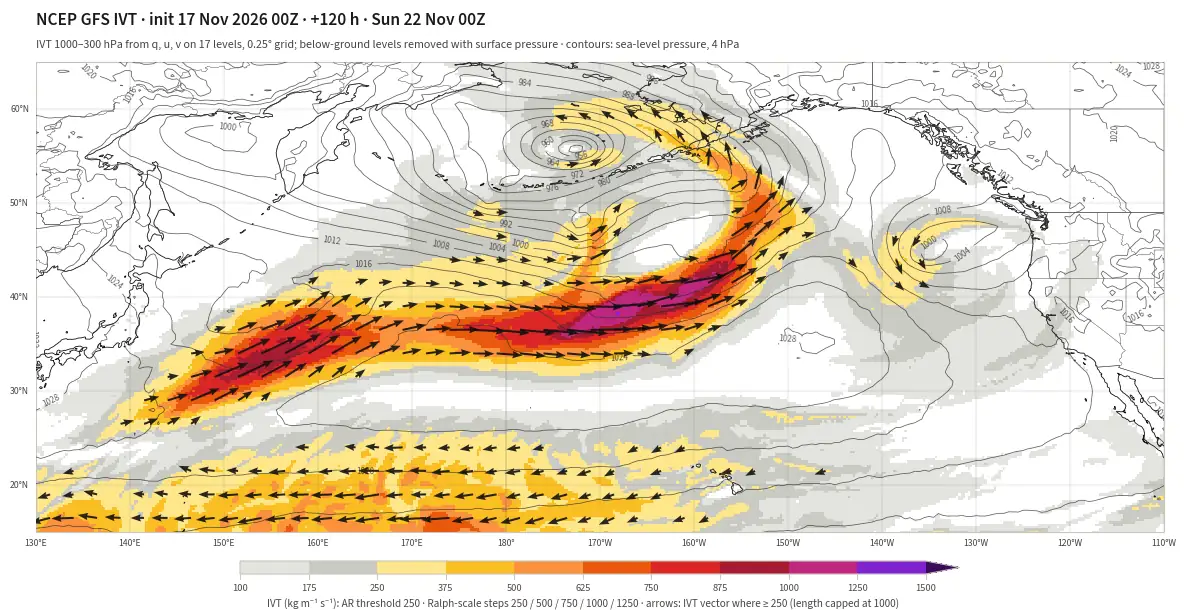 NCEP GFS IVT · init 17 Nov 2026 00Z · +120 h · Sun 22 Nov 00Z
IVT 1000–300 hPa from q, u, v on 17 levels, 0.25° grid; below-ground levels removed with surface pressure · contours: sea-level pressure, 4 hPa
1020
984
988
1024
1028
1016
1016
60°N
988
968
1000
1020
960
956
964
972
980
1012
976
50°N
1008
992
1012
1008
1004
1000
1000
1004
1016
1024
40°N
1016
1016
1028
1024
30°N
1028
20°N
130°E
140°E
150°E
160°E
170°E
180°
170°W
160°W
150°W
140°W
130°W
120°W
110°W
100
175
250
375
500
625
750
875
1000
1250
1500
IVT (kg m⁻¹ s⁻¹): AR threshold 250 · Ralph-scale steps 250 / 500 / 750 / 1000 / 1250 · arrows: IVT vector where ≥ 250 (length capped at 1000)